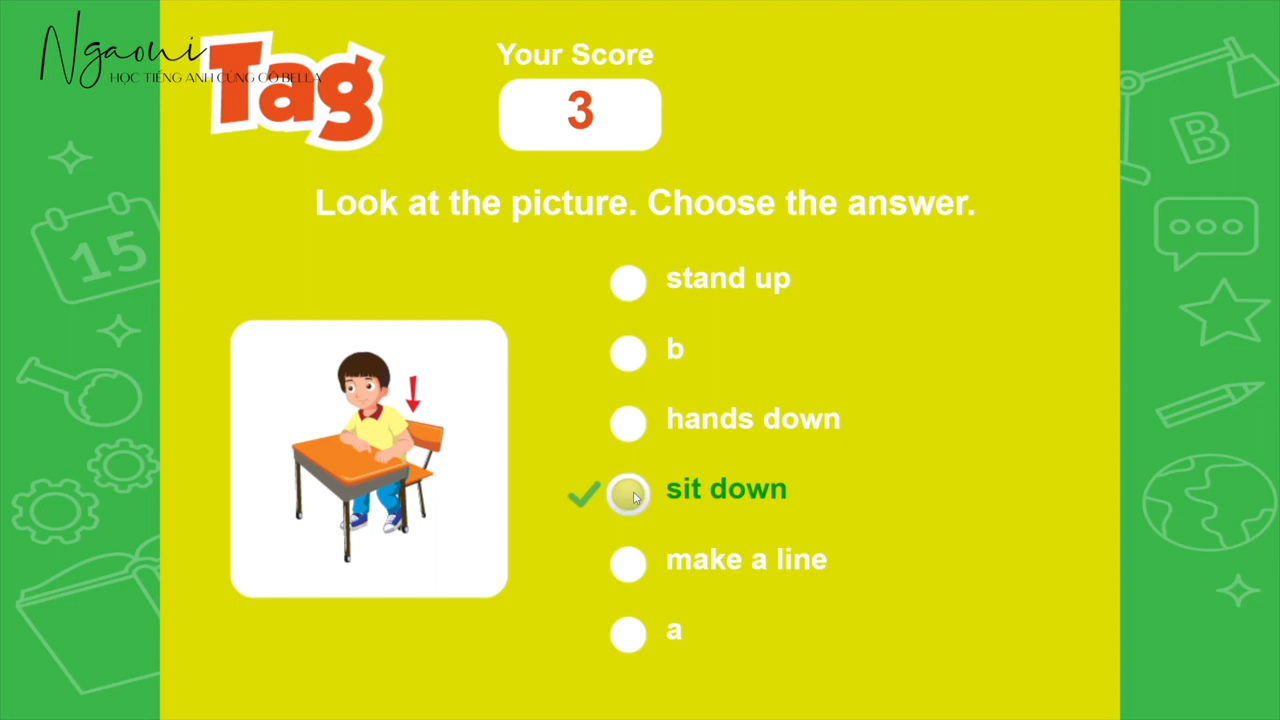 Ngaoni
HỌC TIẾNG ANH CÙNG CÔ BELLA
Tag
Your Score
3
Look at the picture. Choose the answer.
stand up
b
hands down
sit down
make a line
a
15
B